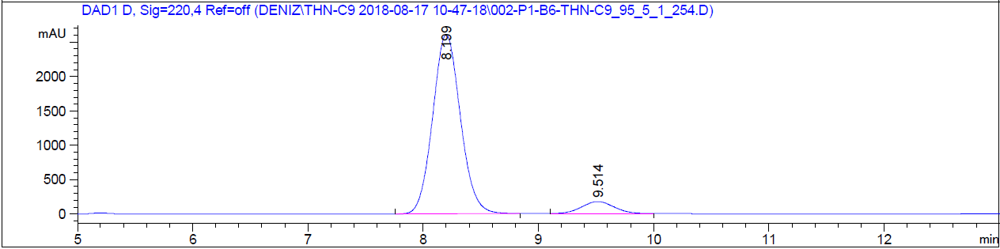 DAD1 D, Sig=220,4 Ref=off (DENIZ\THN-C9 2018-08-17 10-47-18\002-P1-B6-THN-C9_95_5_1_254.D)
mAU
8.199
2000
1500
1000
500
9.514
0
5 6 7 8 9 10 11 12 min